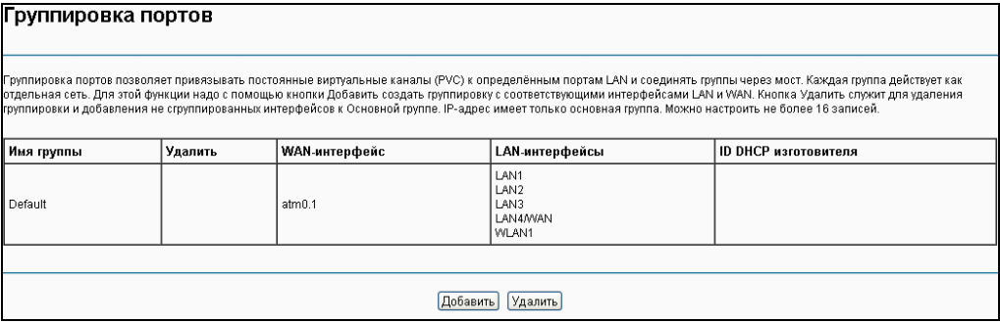 Группировка портов
Группировка портов позволяет привязывать постоянные виртуальные каналы (PVC) к определённым портам LAN и соединять группы через мост. Каждая группа действует как
отдельная сеть. Для этой функции надо с помощью кнопки Добавить создать группировку с соответствующими интерфейсами LAN и WAN. Кнопка Удалить служит для удаления
группировки и добавления не сгруппированных интерфейсов к Основной группе. IP-адрес имеет только основная группа. Можно настроить не более 16 записей.
Имя группы Удалить WAN-интерфейс LAN-интерфейсы ID DHCP изготовителя
LAN1
LAN2
Default atm0.1 LAN3
LAN4/WAN
WLAN1
Добавить Удалить